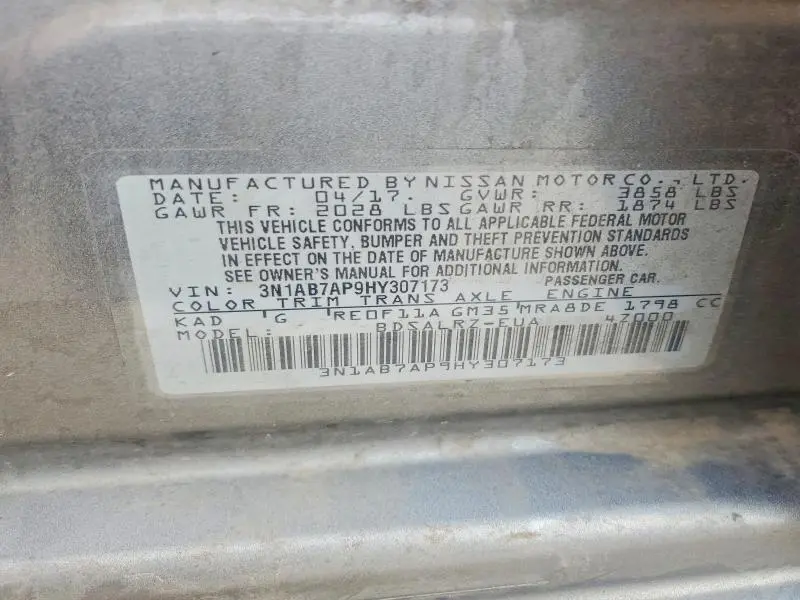 MANUFACTURED BY NISSAN MOTOR CO., LTD.
DATE: 04/17. GVWR: 3858 LBS
GAWR FR: 2028 LBS GAWR RR: 1874 LBS
THIS VEHICLE CONFORMS TO ALL APPLICABLE FEDERAL MOTOR
VEHICLE SAFETY, BUMPER AND THEFT PREVENTION STANDARDS
IN EFFECT ON THE DATE OF MANUFACTURE SHOWN ABOVE.
SEE OWNER'S MANUAL FOR ADDITIONAL INFORMATION.
VIN: 3N1AB7AP9HY307173 PASSENGER CAR.
COLOR TRIM TRANS AXLE ENGINE
KAD G RE0F11A GM35 MRA8DE 1798 CC
MODEL: BDSALRZ-EUA 47000
3N1AB7AP9HY307173